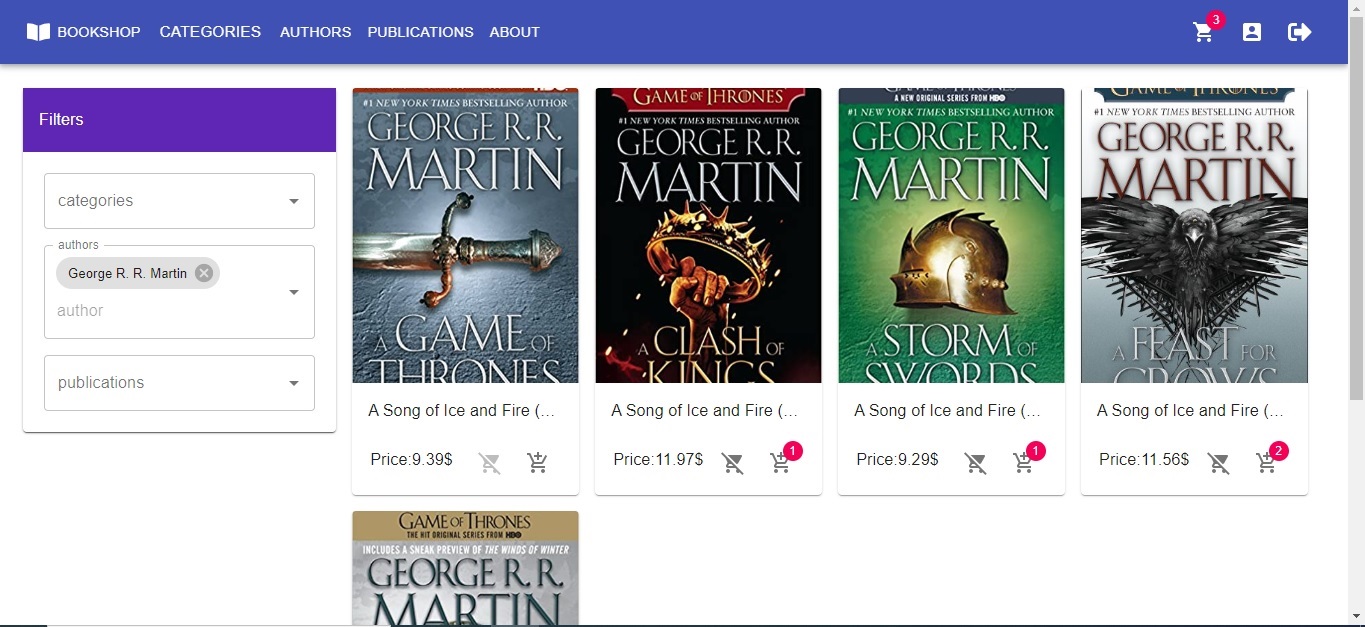 BOOKSHOP CATEGORIES AUTHORS PUBLICATIONS ABOUT 3
Filters
categories
authors
George R. R. Martin
author
publications
#1 NEW YORK TIMES BESTSELLING AUTHOR
GEORGE R.R.
MARTIN
A GAME OF
THRONES
A Song of Ice and Fire (...
Price:9.39$
GAME OF THRONES
#1 NEW YORK TIMES BESTSELLING AUTHOR
GEORGE R.R.
MARTIN
A CLASH OF
KINGS
A Song of Ice and Fire (...
Price:11.97$ 1
A NEW ORIGINAL SERIES FROM HBO
#1 NEW YORK TIMES BESTSELLING AUTHOR
GEORGE R.R.
MARTIN
A STORM OF
SWORDS
A Song of Ice and Fire (...
Price:9.29$ 1
GAME OF THRONES
#1 NEW YORK TIMES BESTSELLING AUTHOR
GEORGE R.R.
MARTIN
A FEAST FOR
CROWS
A Song of Ice and Fire (...
Price:11.56$ 2
GAME OF THRONES
THE HIT ORIGINAL SERIES FROM HBO
INCLUDES A SNEAK PREVIEW OF THE WINDS OF WINTER
GEORGE R.R.
MARTIN